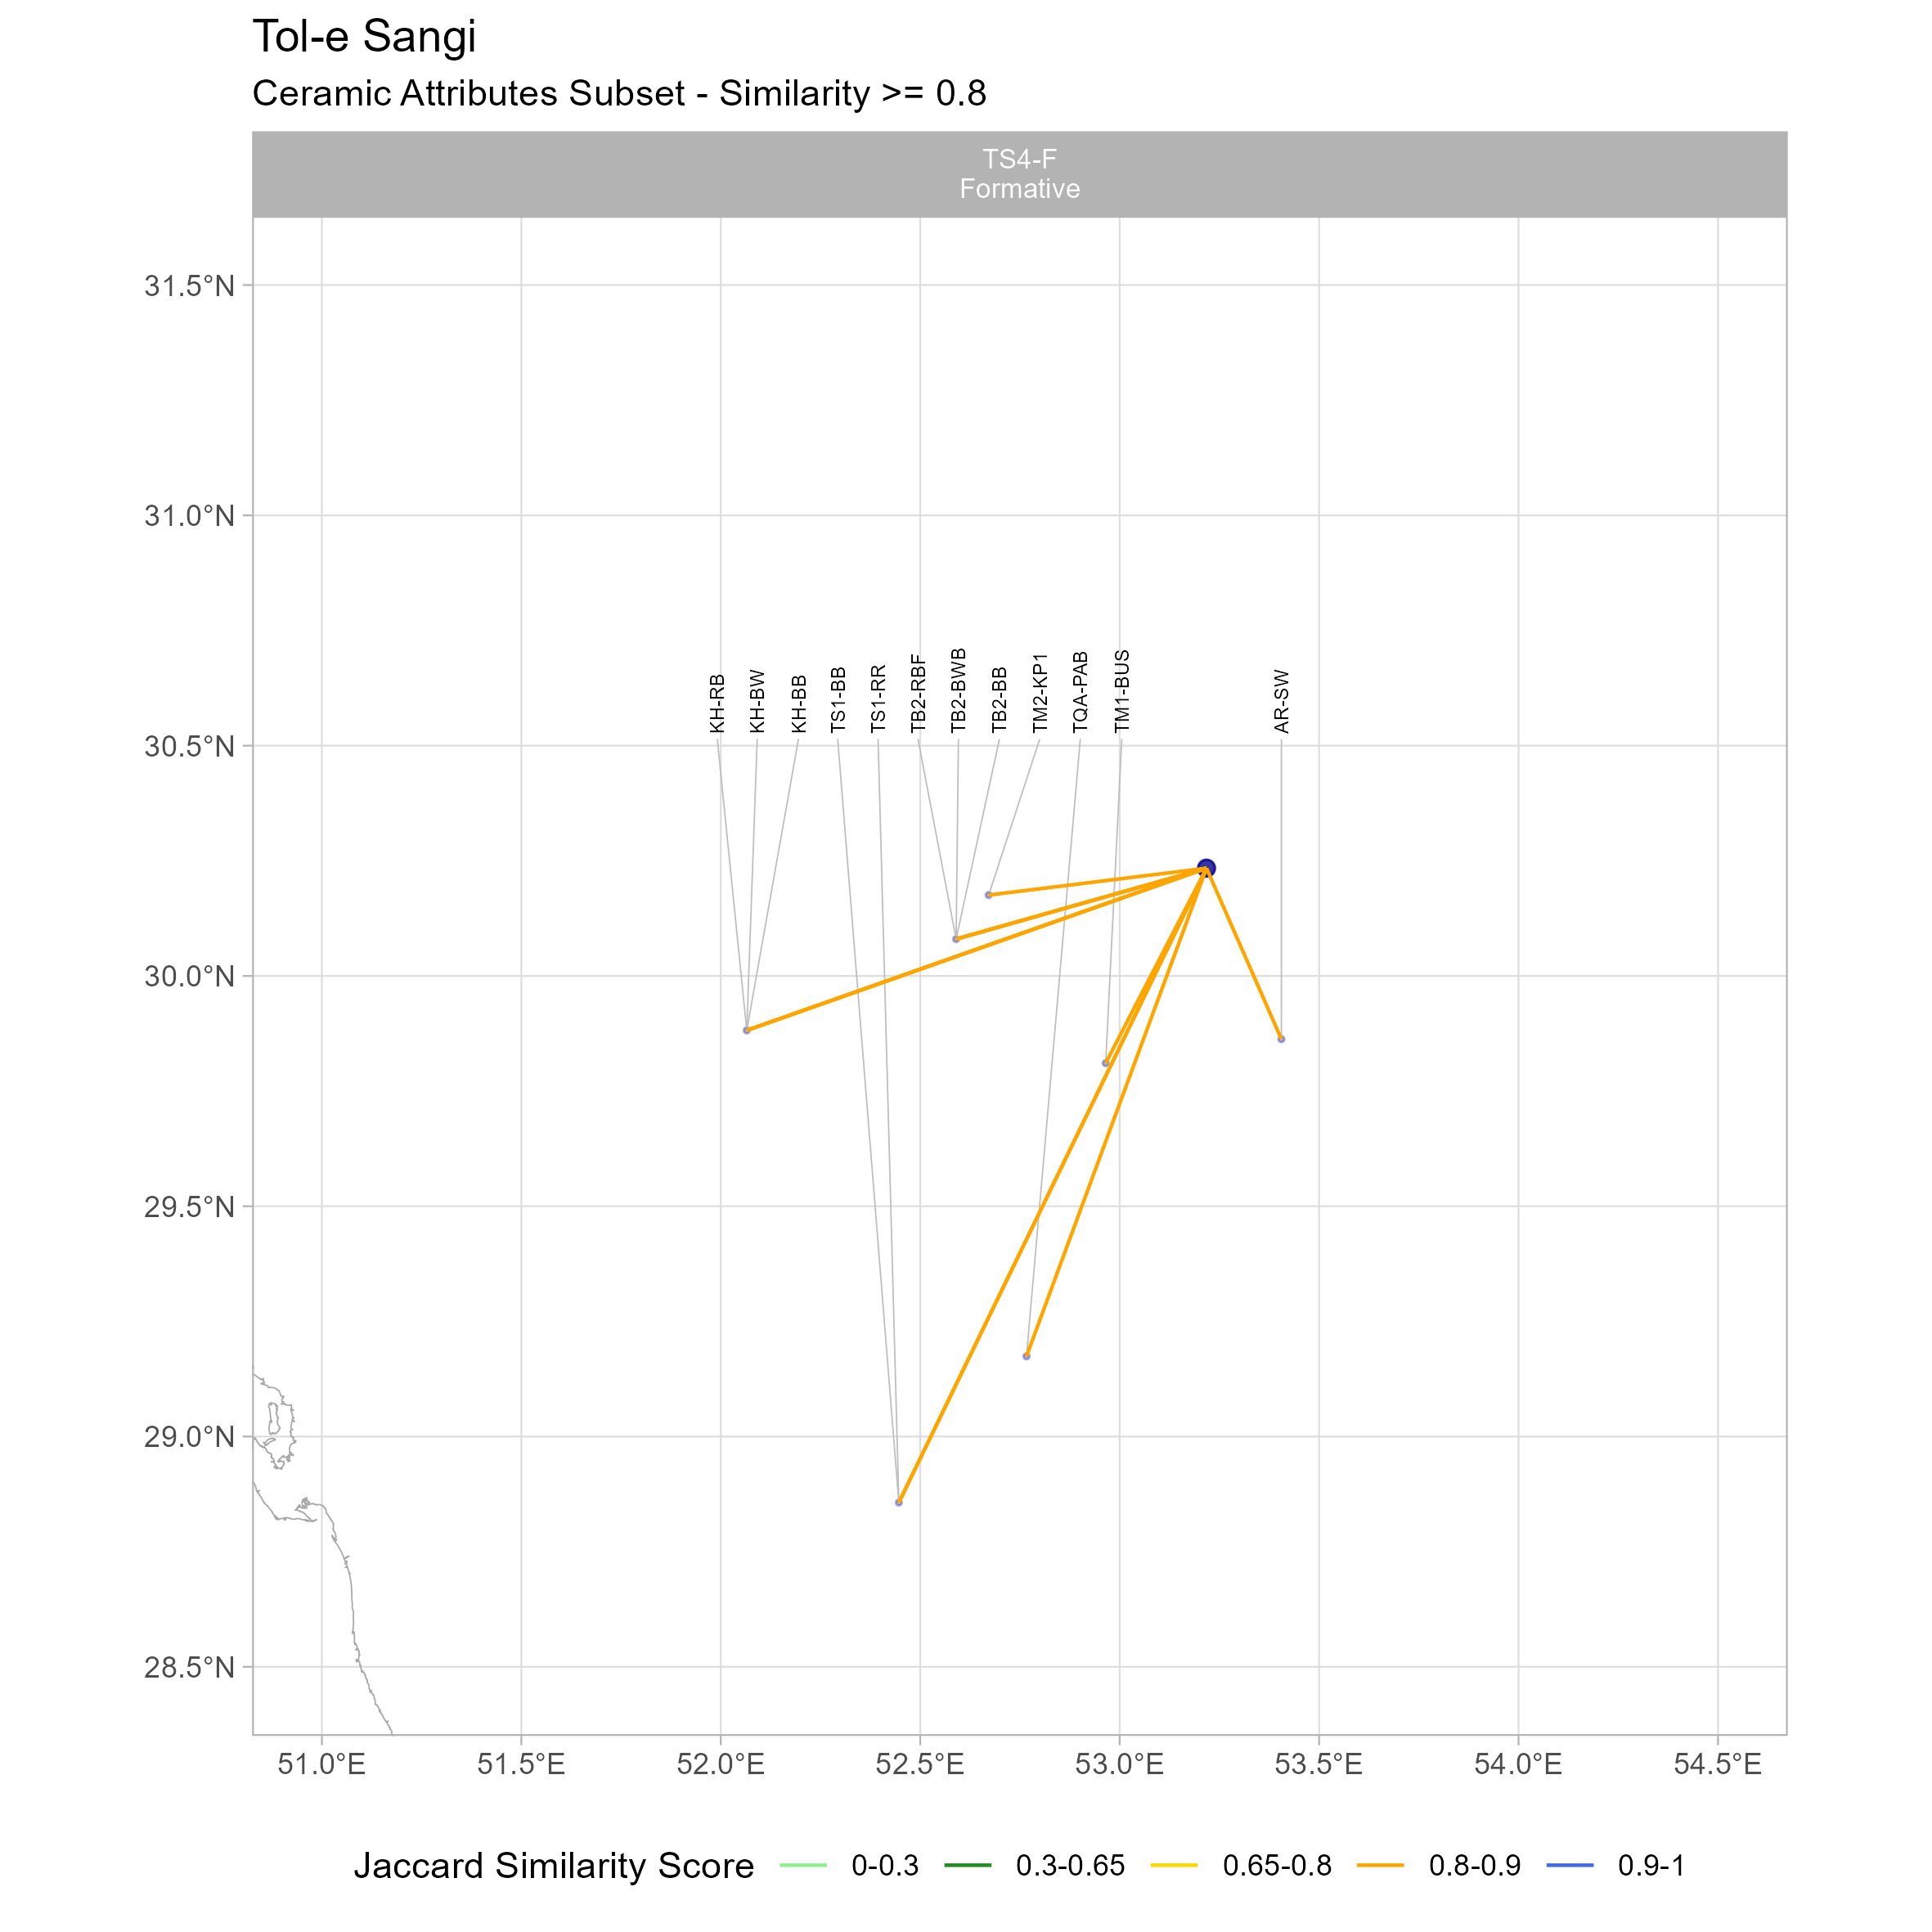 Tol-e Sangi
Ceramic Attributes Subset - Similarity >= 0.8
TS4-F
Formative
31.5°N
31.0°N
30.5°N
30.0°N
29.5°N
29.0°N
28.5°N
KH-RB
KH-BW
KH-BB
TS1-BB
TS1-RR
TB2-RBF
TB2-BWB
TB2-BB
TM2-KP1
TQA-PAB
TM1-BUS
AR-SW
51.0°E 51.5°E 52.0°E 52.5°E 53.0°E 53.5°E 54.0°E 54.5°E
Jaccard Similarity Score 0-0.3 0.3-0.65 0.65-0.8 0.8-0.9 0.9-1